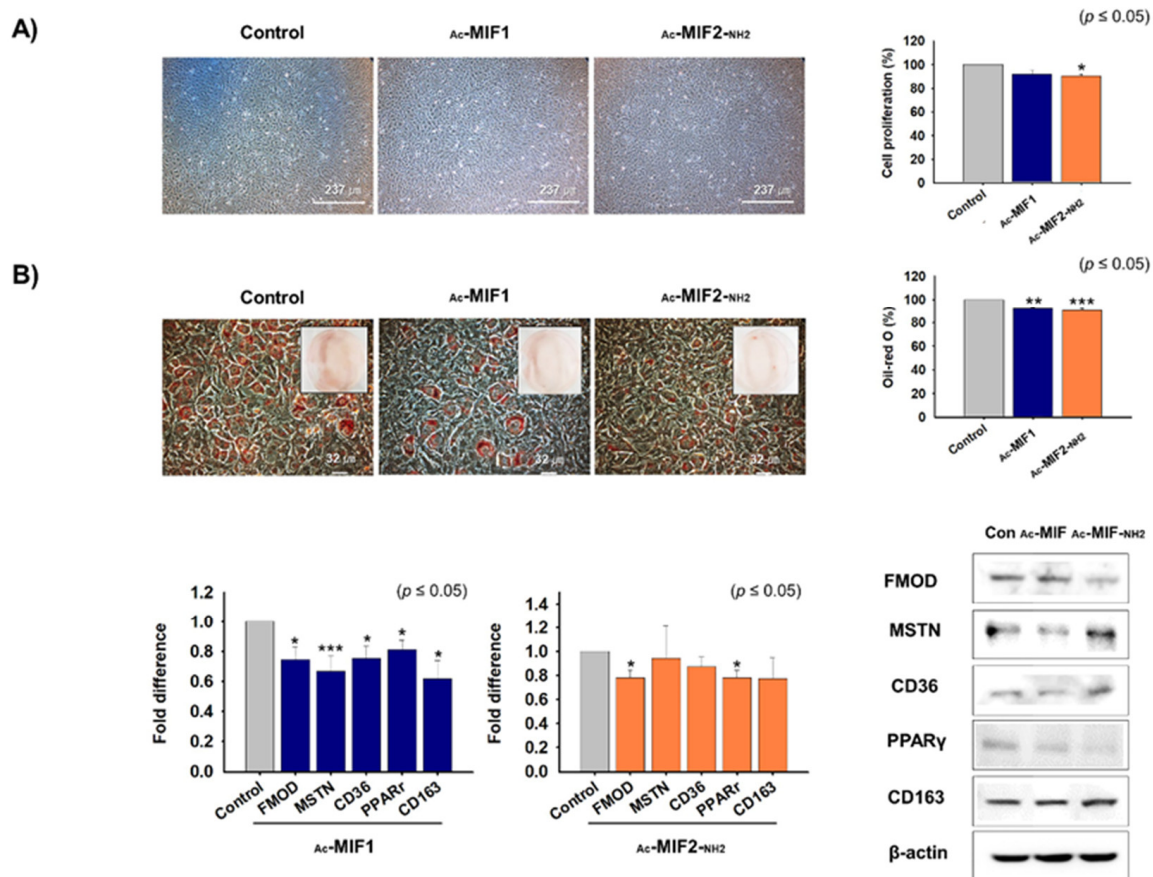 A)
Control
Ac-MIF1
Ac-MIF2-NH2
237 ㎛
237 ㎛
237 ㎛
(p ≤ 0.05)
Cell proliferation (%)
120
100
80
60
40
20
0
*
Control
Ac-MIF1
Ac-MIF2-NH2
B)
Control
Ac-MIF1
Ac-MIF2-NH2
32 ㎛
32 ㎛
32 ㎛
(p ≤ 0.05)
Oil-red O (%)
120
100
80
60
40
20
0
**
***
Control
Ac-MIF1
Ac-MIF2-NH2
(p ≤ 0.05)
Fold difference
1.2
1.0
0.8
0.6
0.4
0.2
0.0
*
***
*
*
*
Control
FMOD
MSTN
CD36
PPARr
CD163
Ac-MIF1
(p ≤ 0.05)
Fold difference
1.4
1.2
1.0
0.8
0.6
0.4
0.2
0.0
*
*
Control
FMOD
MSTN
CD36
PPARr
CD163
Ac-MIF2-NH2
Con Ac-MIF Ac-MIF-NH2
FMOD
MSTN
CD36
PPARγ
CD163
β-actin